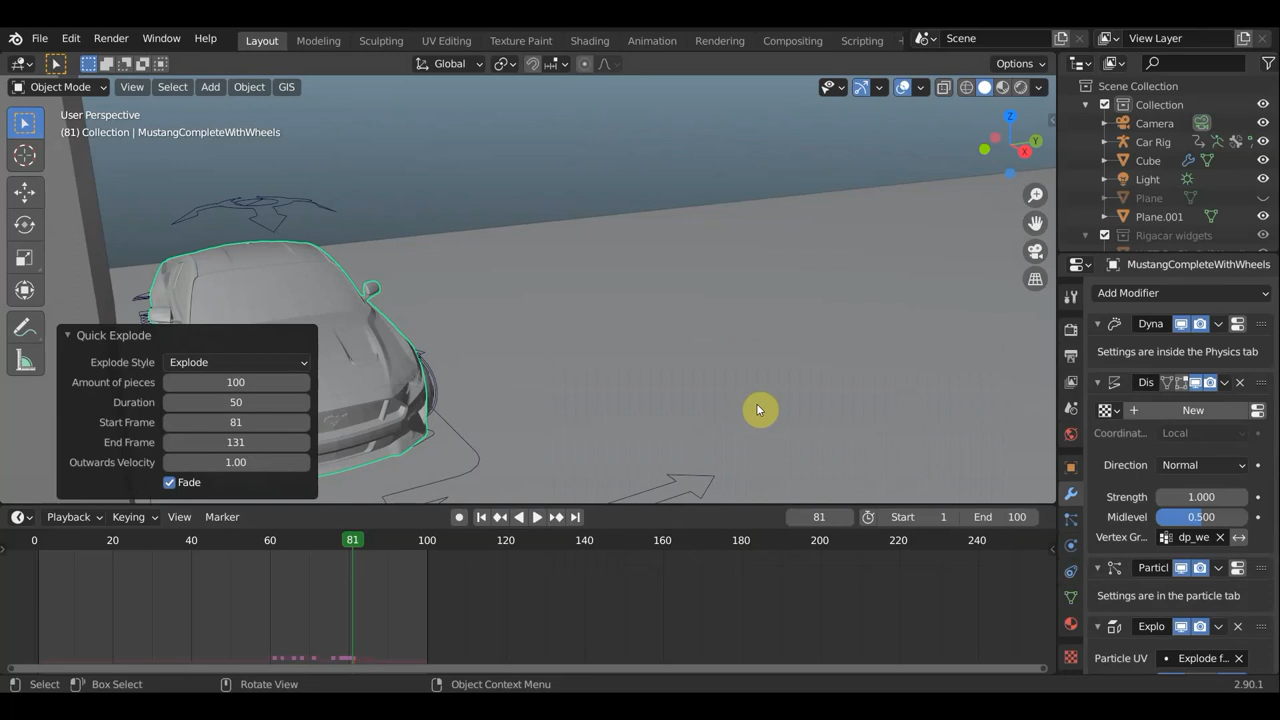 File Edit Render Window Help
Layout Modeling Sculpting UV Editing Texture Paint Shading Animation Rendering Compositing Scripting
Scene View Layer
Global Options
Object Mode View Select Add Object GIS
User Perspective
(81) Collection | MustangCompleteWithWheels
Z
Y
X
Scene Collection
Collection
Camera
Car Rig
Cube
Light
Plane
Plane.001
Rigacar widgets
MustangCompleteWithWheels
Add Modifier
Dyna
Settings are inside the Physics tab
Dis
New
Coordinat.. Local
Direction Normal
Strength 1.000
Midlevel 0.500
Vertex Gr.. dp_we
Particl
Settings are in the particle tab
Explo
Particle UV Explode f...
Quick Explode
Explode Style Explode
Amount of pieces 100
Duration 50
Start Frame 81
End Frame 131
Outwards Velocity 1.00
Fade
Playback Keying View Marker 81 Start 1 End 100
0 20 40 60 81 100 120 140 160 180 200 220 240
Select Box Select Rotate View Object Context Menu 2.90.1